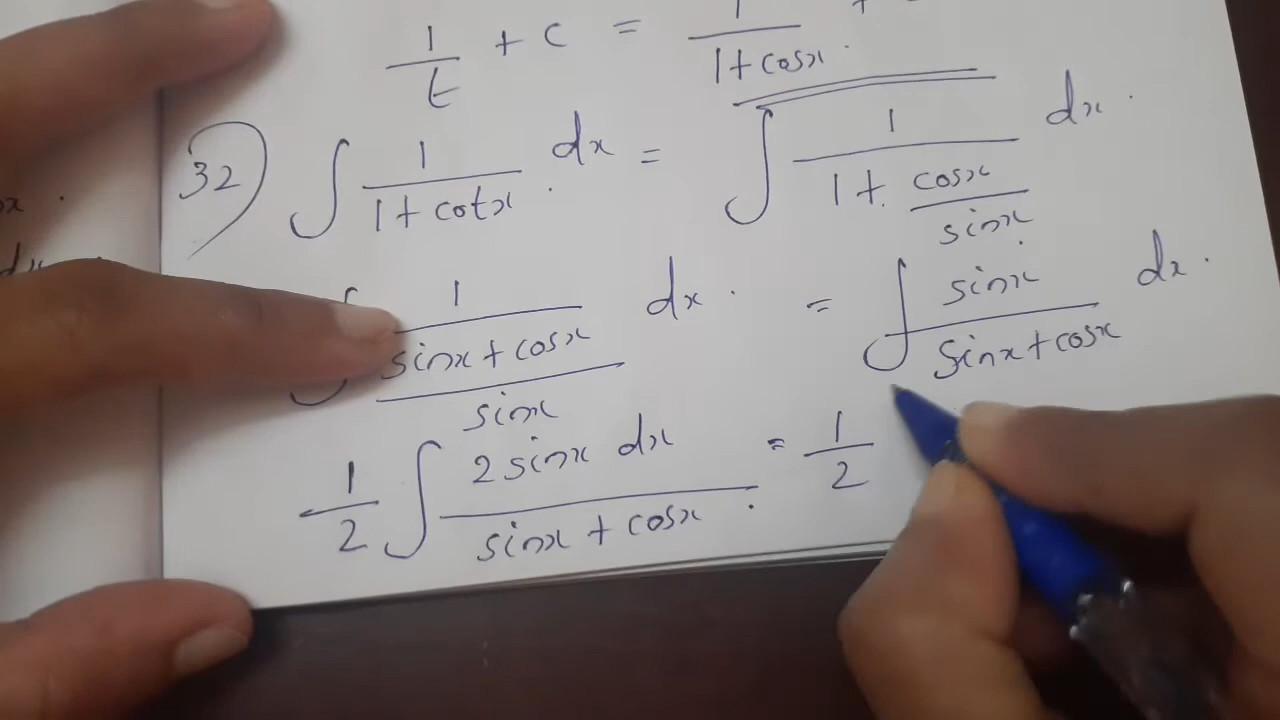 1/t + c = 1/(1+cosx) +
32) ∫ 1/(1+cotx) . dx = ∫ 1/(1+. cosx/sinx) dx .
∫ 1/((sinx+cosx)/sinx) dx . = ∫ sinx/(sinx+cosx) dx .
1/2 ∫ 2sinx dx/(sinx + cosx) . = 1/2
dx